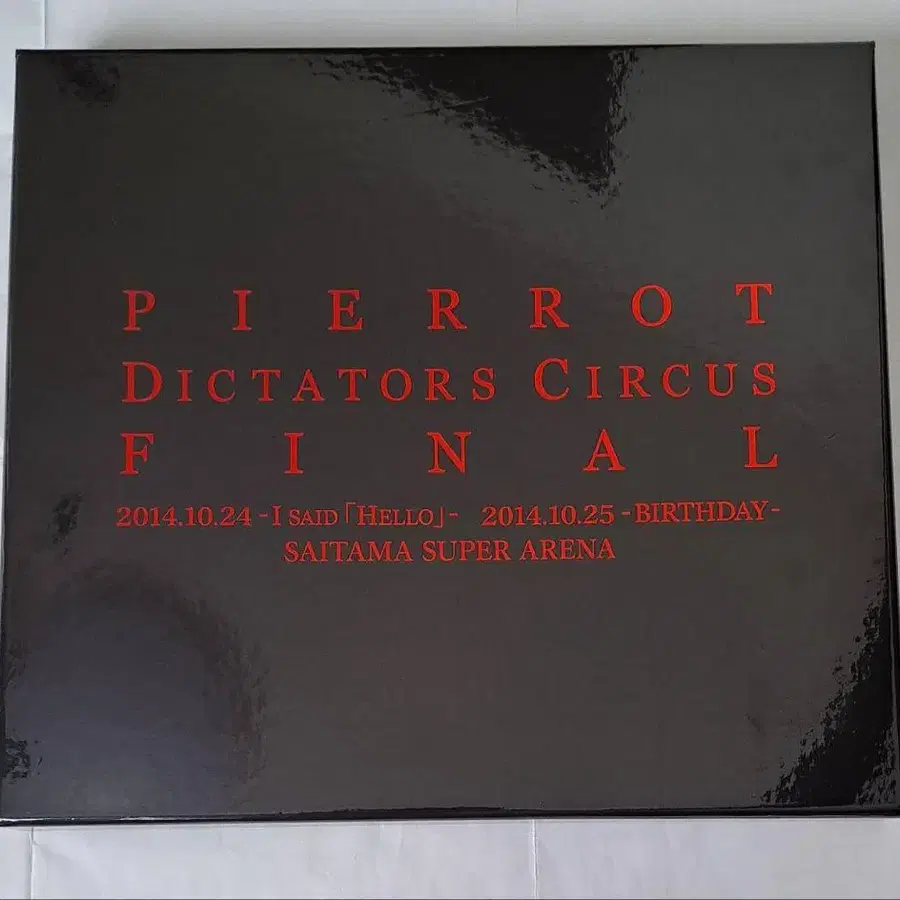 PIERROT
DICTATORS CIRCUS
FINAL
2014.10.24 -I SAID「HELLO」- 2014.10.25 -BIRTHDAY-
SAITAMA SUPER ARENA